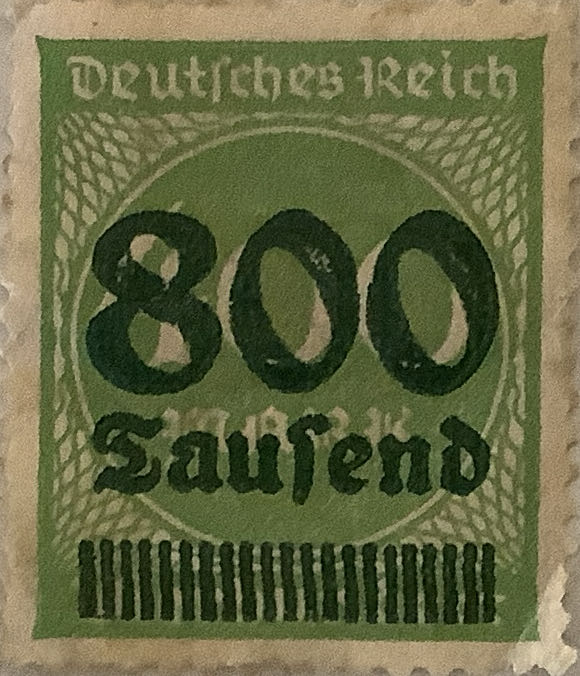 Deutsches Reich
800
Tausend